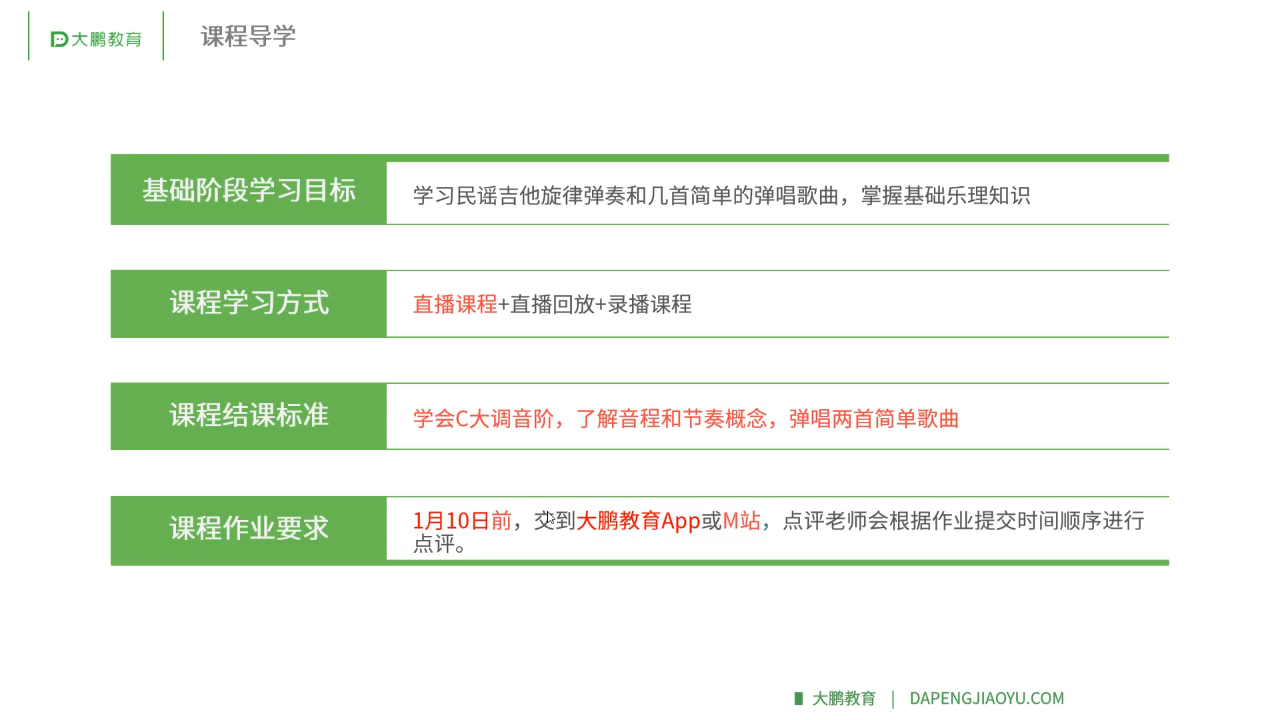 大鹏教育
课程导学
基础阶段学习目标
学习民谣吉他旋律弹奏和几首简单的弹唱歌曲，掌握基础乐理知识
课程学习方式
直播课程+直播回放+录播课程
课程结课标准
学会C大调音阶，了解音程和节奏概念，弹唱两首简单歌曲
课程作业要求
1月10日前，交到大鹏教育App或M站，点评老师会根据作业提交时间顺序进行
点评。
大鹏教育 | DAPENGJIAOYU.COM